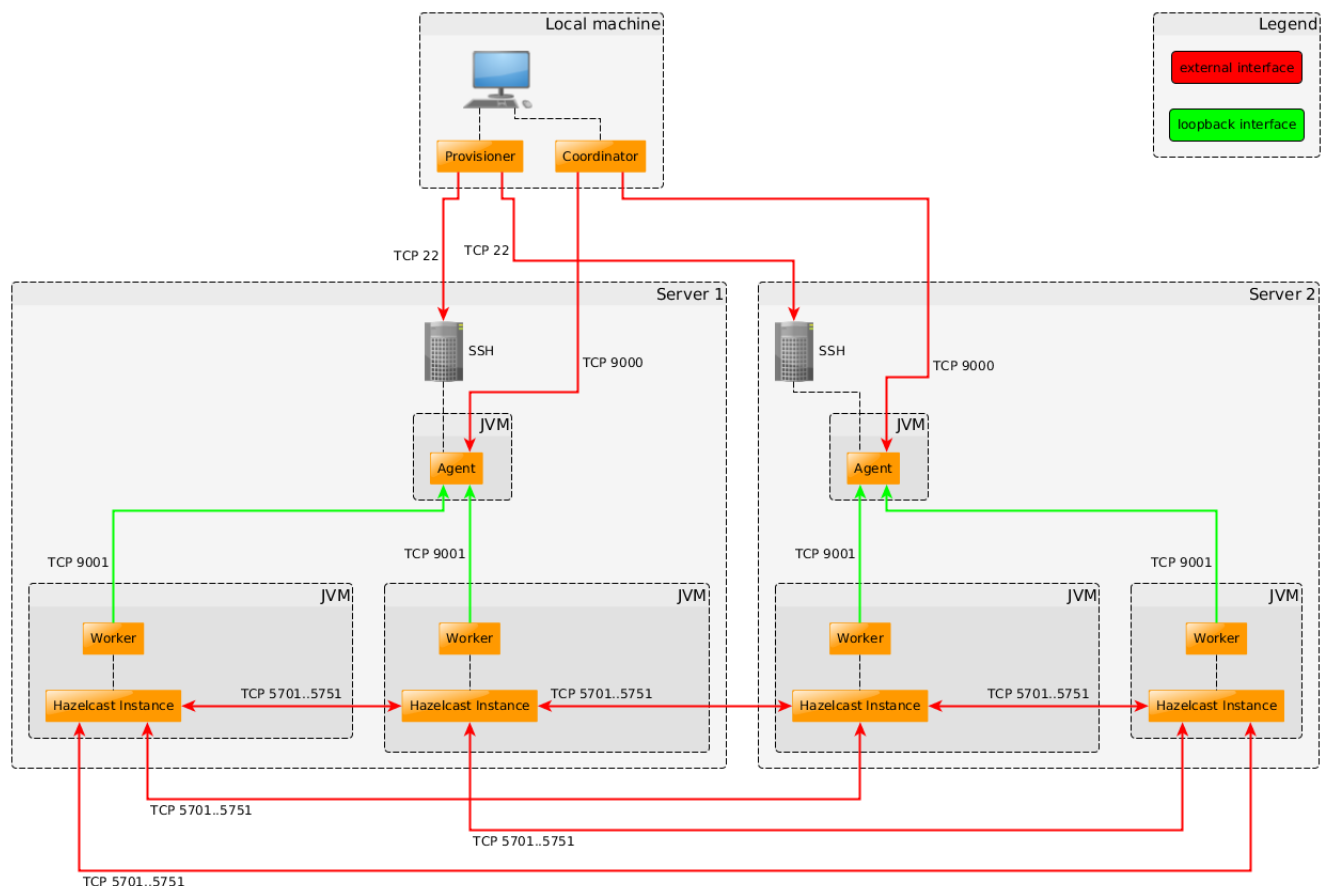 Local machine
Legend
external interface
loopback interface
Provisioner
Coordinator
TCP 22
TCP 22
Server 1
Server 2
SSH
SSH
TCP 9000
TCP 9000
JVM
JVM
Agent
Agent
TCP 9001
TCP 9001
TCP 9001
TCP 9001
JVM
JVM
JVM
JVM
Worker
Worker
Worker
Worker
TCP 5701..5751
TCP 5701..5751
TCP 5701..5751
Hazelcast Instance
Hazelcast Instance
Hazelcast Instance
Hazelcast Instance
TCP 5701..5751
TCP 5701..5751
TCP 5701..5751